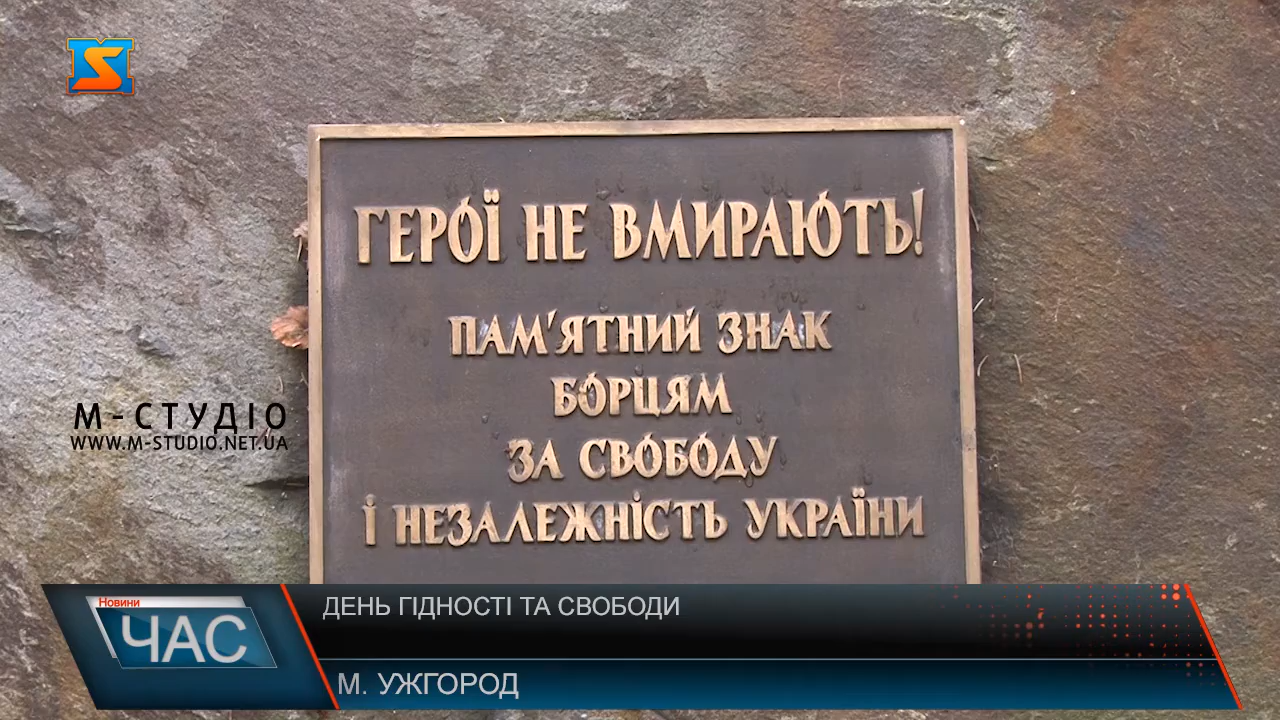 ГЕРОЇ НЕ ВМИРАЮТЬ!
ПАМ'ЯТНИЙ ЗНАК
БОРЦЯМ
ЗА СВОБОДУ
І НЕЗАЛЕЖНІСТЬ УКРАЇНИ
М-СТУДІО
WWW.M-STUDIO.NET.UA
Новини
ЧАС
ДЕНЬ ГІДНОСТІ ТА СВОБОДИ
М. УЖГОРОД